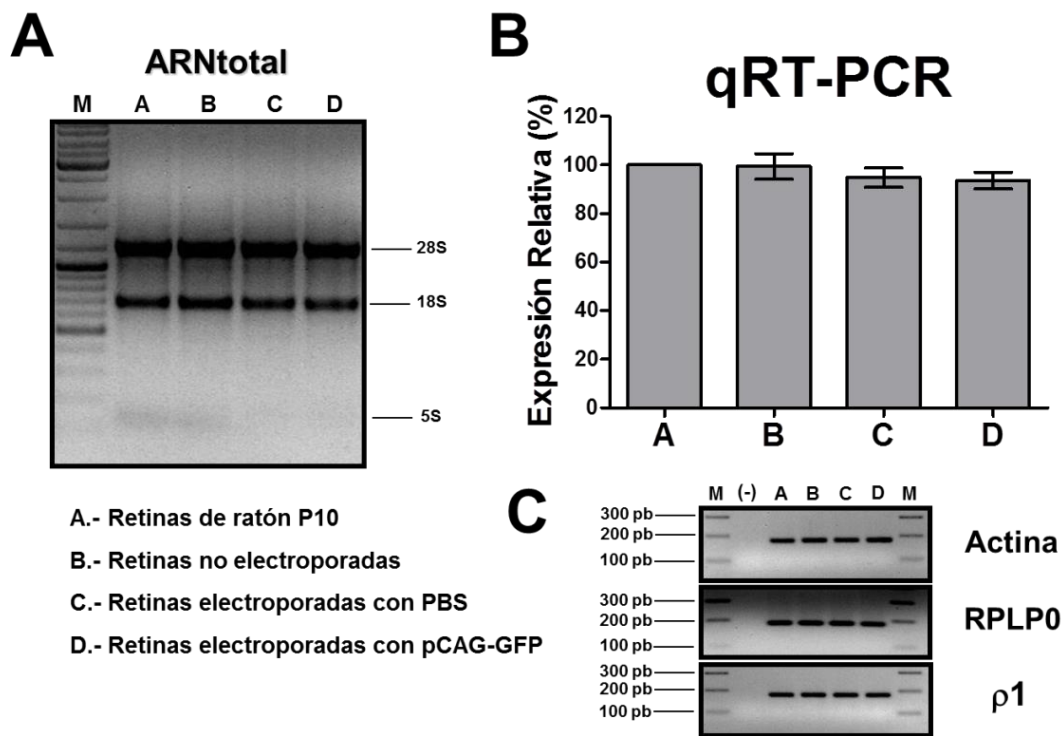 A
ARNtotal
M A B C D
28S
18S
5S
A.- Retinas de ratón P10
B.- Retinas no electroporadas
C.- Retinas electroporadas con PBS
D.- Retinas electroporadas con pCAG-GFP
B
qRT-PCR
Expresión Relativa (%)
120
100
80
60
40
20
0
A B C D
C
M (-) A B C D M
300 pb
200 pb
100 pb
Actina
300 pb
200 pb
100 pb
RPLP0
300 pb
200 pb
100 pb
ρ1